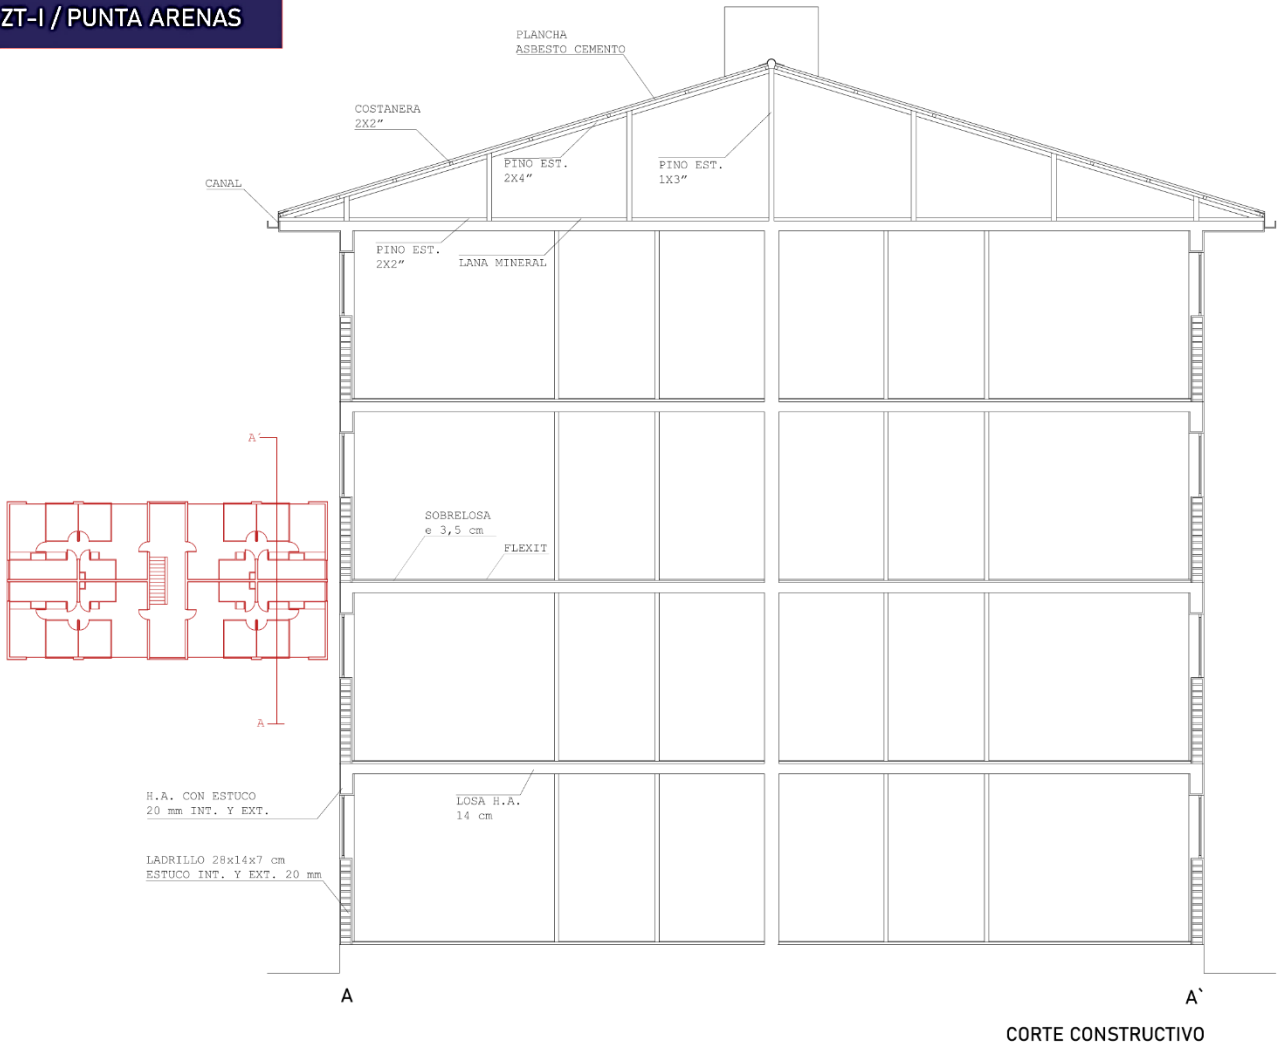 ZT-I / PUNTA ARENAS
PLANCHA
ASBESTO CEMENTO
COSTANERA
2X2"
PINO EST.
2X4"
PINO EST.
1X3"
CANAL
PINO EST.
2X2"
LANA MINERAL
A´
SOBRELOSA
e 3,5 cm
FLEXIT
A
H.A. CON ESTUCO
20 mm INT. Y EXT.
LOSA H.A.
14 cm
LADRILLO 28x14x7 cm
ESTUCO INT. Y EXT. 20 mm
A
A`
CORTE CONSTRUCTIVO